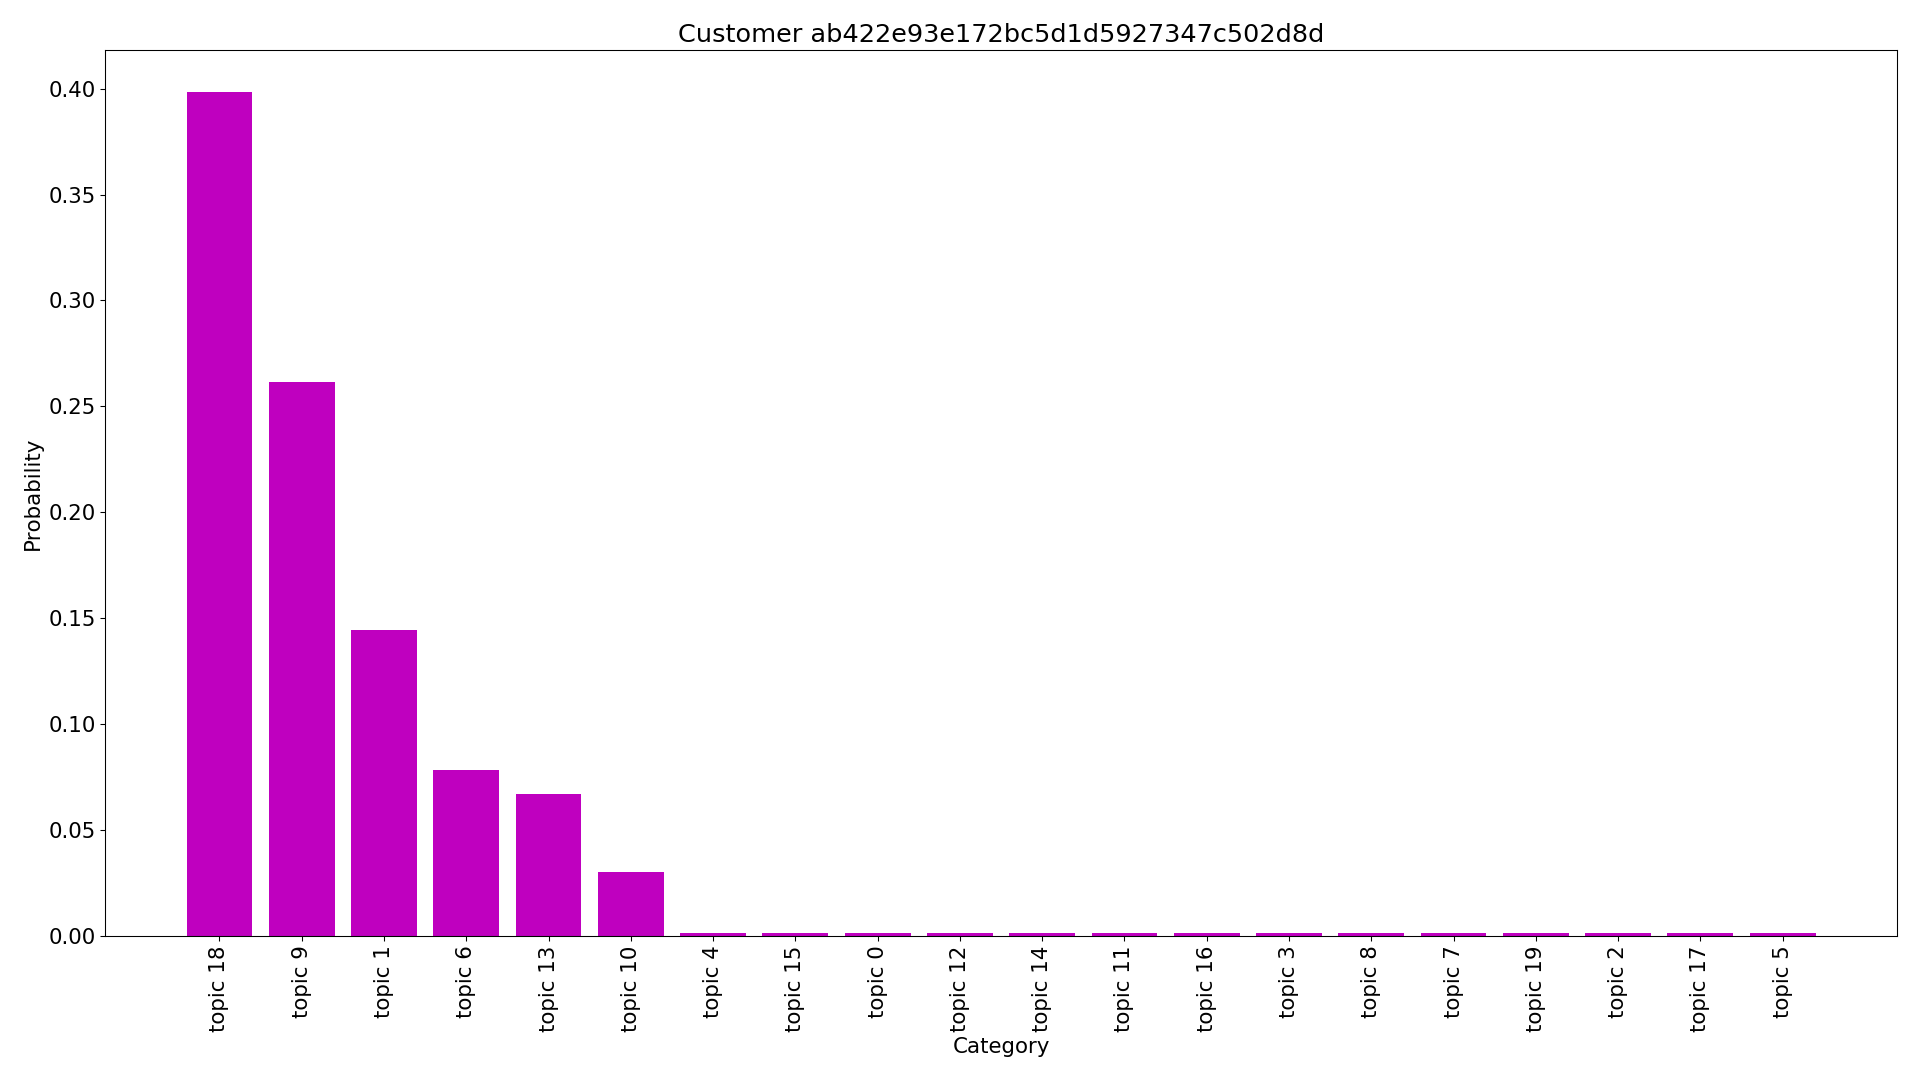 Customer ab422e93e172bc5d1d5927347c502d8d
0.40
0.35
0.30
0.25
0.20
0.15
0.10
0.05
0.00
Probability
topic 18
topic 9
topic 1
topic 6
topic 13
topic 10
topic 4
topic 15
topic 0
topic 12
topic 14
topic 11
topic 16
topic 3
topic 8
topic 7
topic 19
topic 2
topic 17
topic 5
Category